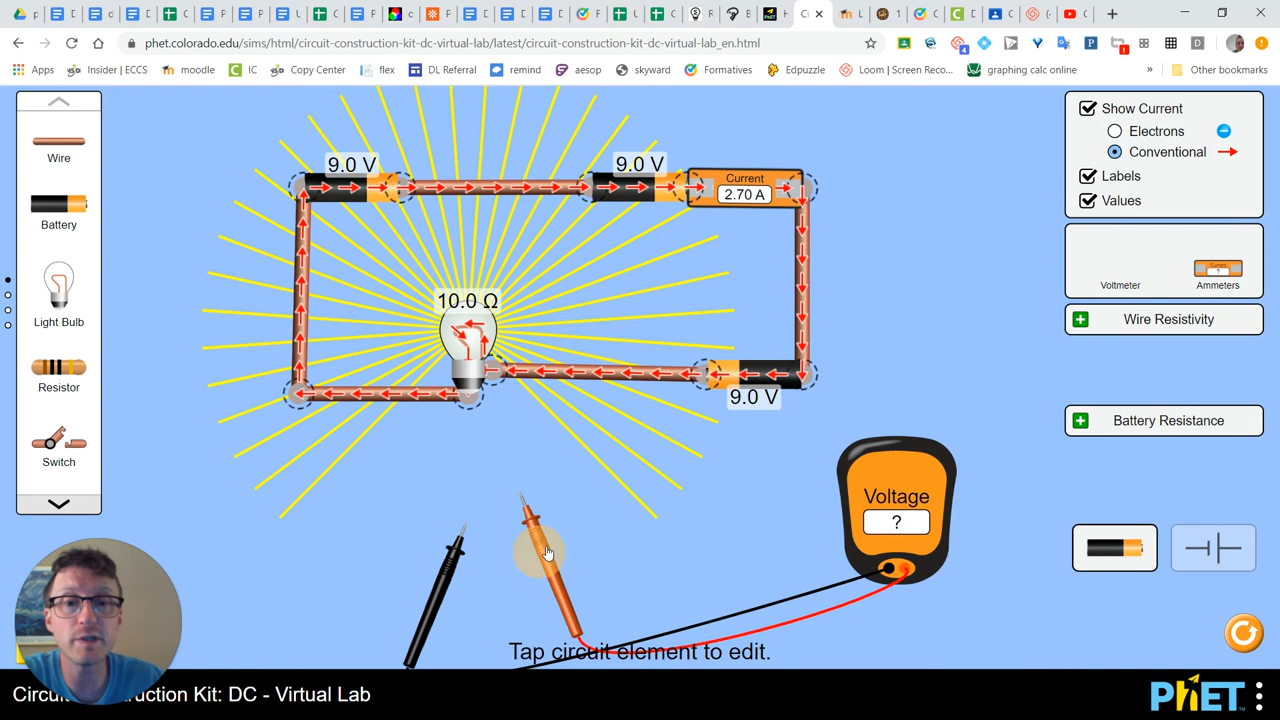 phet.colorado.edu/sims/html/circuit-construction-kit-dc-virtual-lab/latest/circuit-construction-kit-dc-virtual-lab_en.html
Apps
Insider | ECCS
moodle
IC
Copy Center
flex
DL Referral
remind
aesop
skyward
Formatives
Edpuzzle
Loom | Screen Reco...
graphing calc online
»
Other bookmarks
Wire
Battery
Light Bulb
Resistor
Switch
9.0 V
9.0 V
Current
2.70 A
10.0 Ω
9.0 V
Voltage
?
Show Current
Electrons
Conventional
Labels
Values
Current
?
Voltmeter
Ammeters
Wire Resistivity
Battery Resistance
Tap circuit element to edit.
Circu
truction Kit: DC - Virtual Lab
PhET